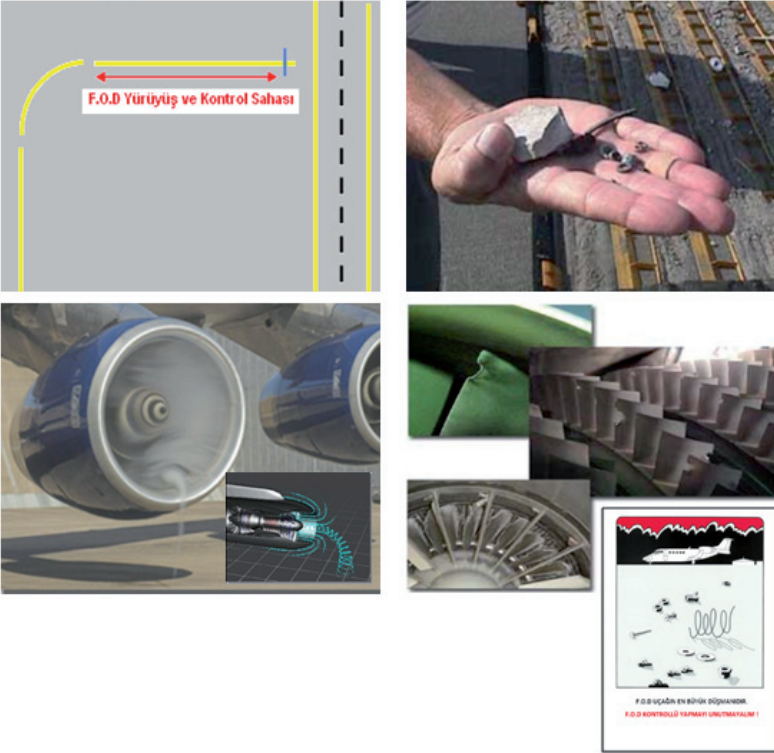 F.O.D Yürüyüş ve Kontrol Sahası
F.O.D UÇAĞIN EN BÜYÜK DÜŞMANIDIR.
F.O.D KONTROLLÜ YAPMAYI UNUTMAYALIM !